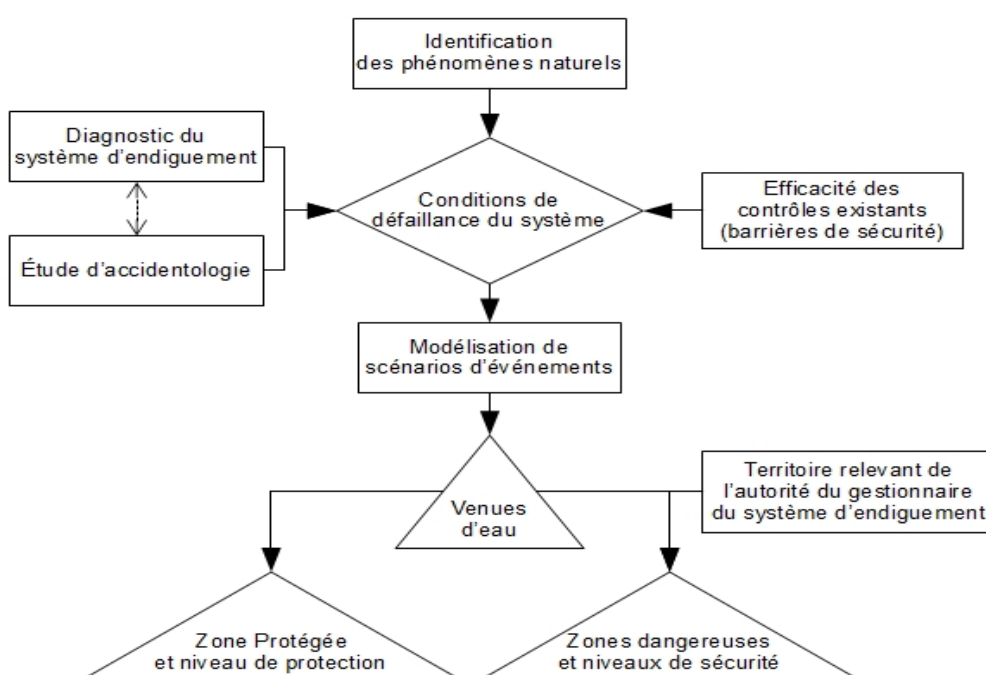 Identification
des phénomènes naturels
Diagnostic du
système d'endiguement
Conditions de
défaillance du système
Efficacité des
contrôles existants
(barrières de sécurité)
Étude d'accidentologie
Modélisation de
scénarios d'événements
Venues
d'eau
Territoire relevant de
l'autorité du gestionnaire
du système d'endiguement
Zone Protégée
et niveau de protection
Zones dangereuses
et niveaux de sécurité